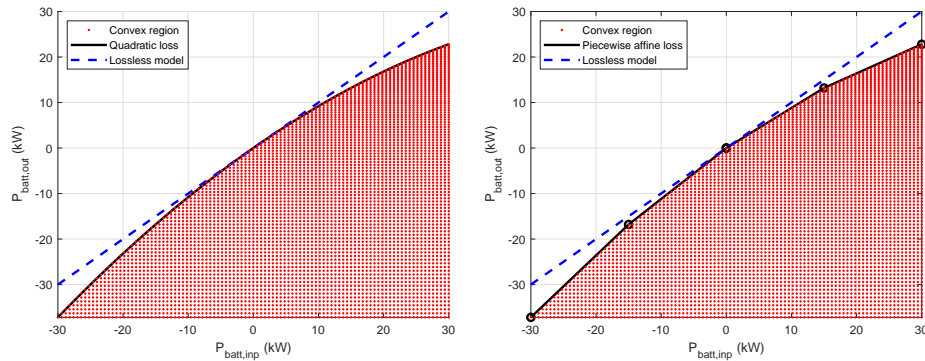 30
20
10
0
-10
-20
-30
-30
-20
-10
0
10
20
30
P_batt,out (kW)
P_batt,inp (kW)
Convex region
Quadratic loss
Lossless model
30
20
10
0
-10
-20
-30
-30
-20
-10
0
10
20
30
P_batt,out (kW)
P_batt,inp (kW)
Convex region
Piecewise affine loss
Lossless model